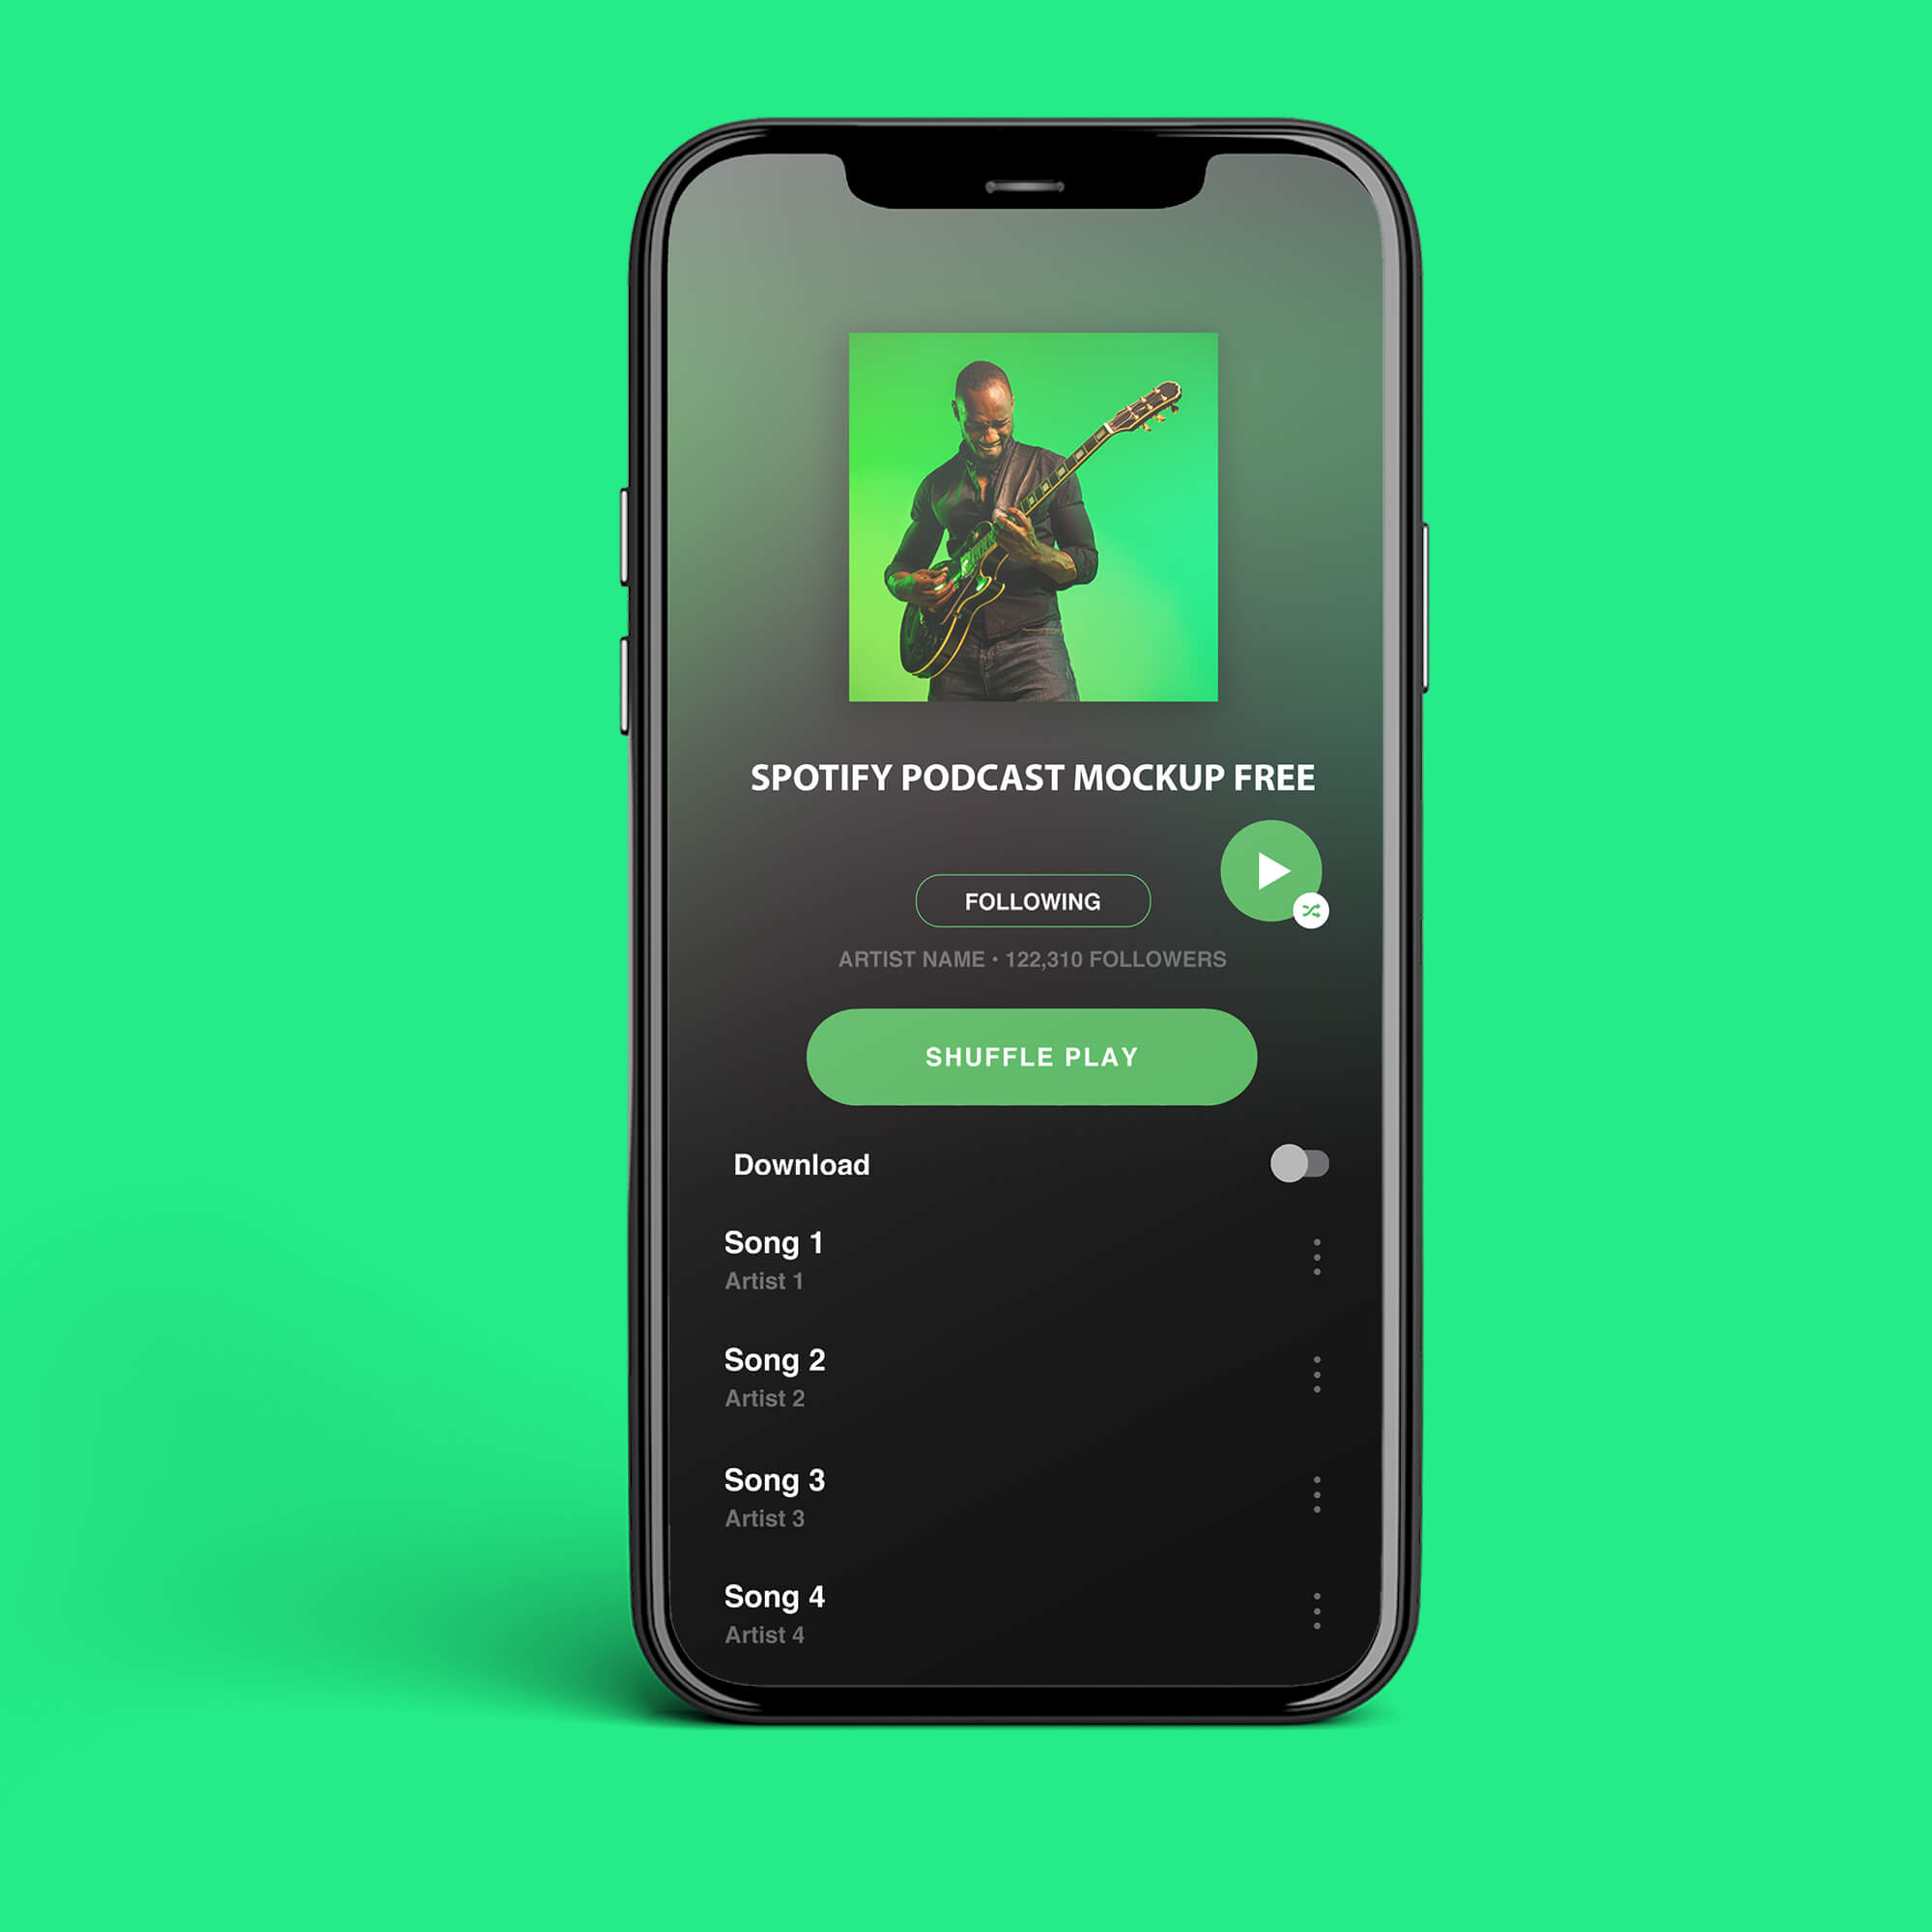 SPOTIFY PODCAST MOCKUP FREE
FOLLOWING
ARTIST NAME • 122,310 FOLLOWERS
SHUFFLE PLAY
Download
Song 1
Artist 1
Song 2
Artist 2
Song 3
Artist 3
Song 4
Artist 4